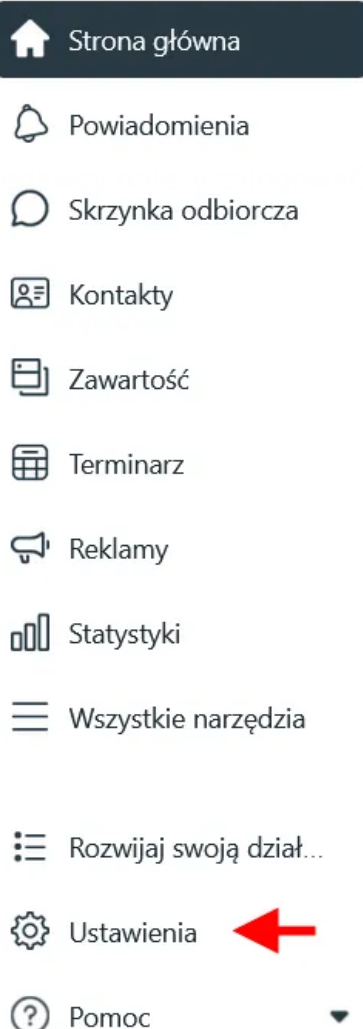 Strona główna
Powiadomienia
Skrzynka odbiorcza
Kontakty
Zawartość
Terminarz
Reklamy
Statystyki
Wszystkie narzędzia
Rozwijaj swoją dział...
Ustawienia
Pomoc